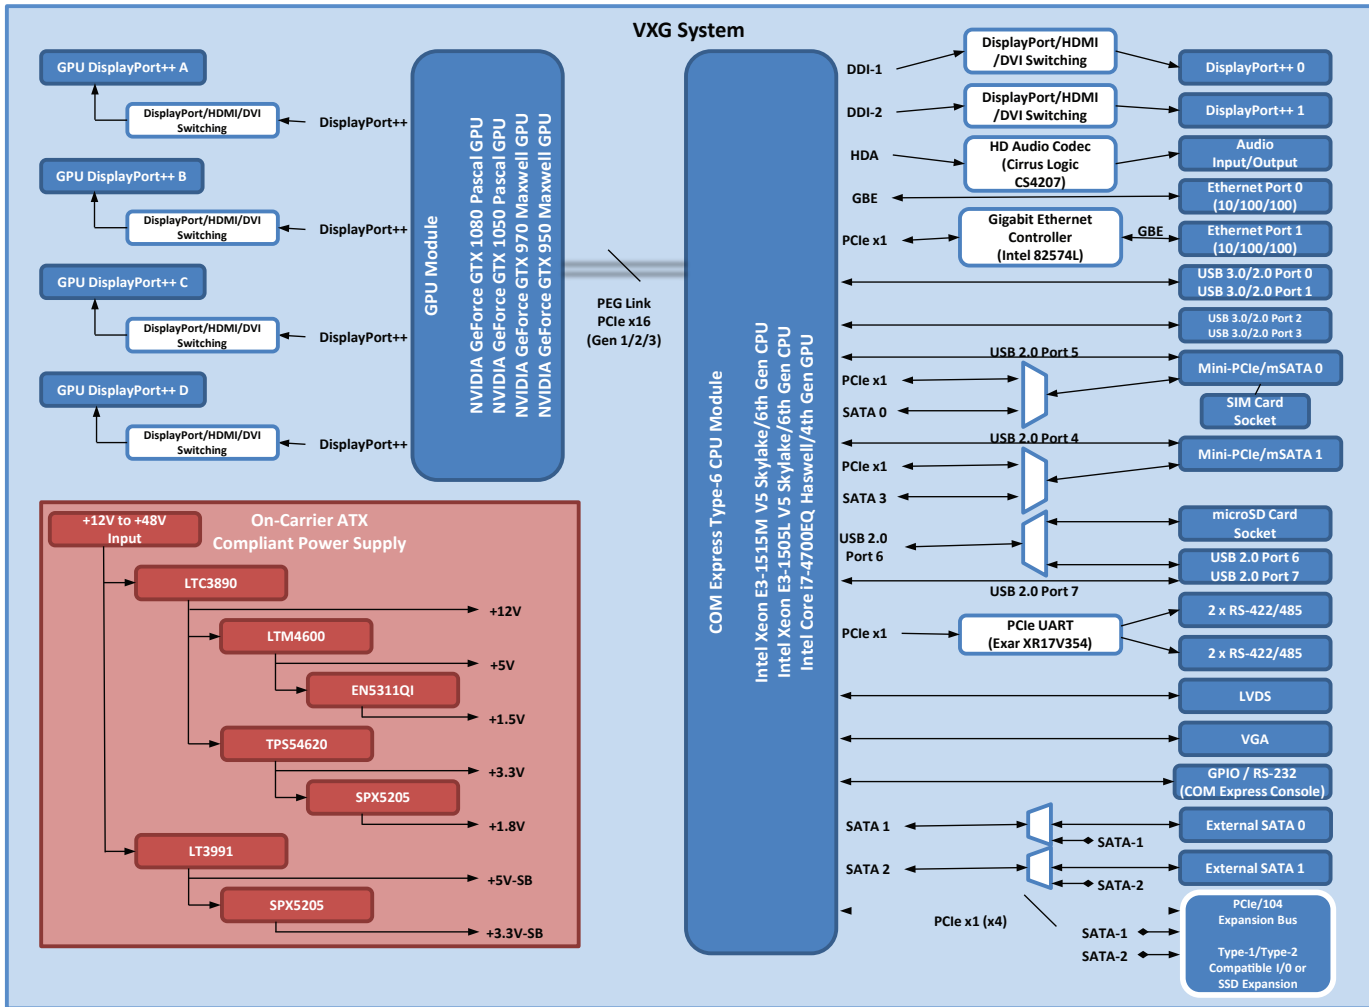 VXG System
GPU DisplayPort++ A
DisplayPort/HDMI/DVI
Switching
DisplayPort++
GPU DisplayPort++ B
DisplayPort/HDMI/DVI
Switching
DisplayPort++
GPU DisplayPort++ C
DisplayPort/HDMI/DVI
Switching
DisplayPort++
GPU DisplayPort++ D
DisplayPort/HDMI/DVI
Switching
DisplayPort++
GPU Module
NVIDIA GeForce GTX 1080 Pascal GPU
NVIDIA GeForce GTX 1050 Pascal GPU
NVIDIA GeForce GTX 970 Maxwell GPU
NVIDIA GeForce GTX 950 Maxwell GPU
PEG Link
PCIe x16
(Gen 1/2/3)
COM Express Type-6 CPU Module
Intel Xeon E3-1515M V5 Skylake/6th Gen CPU
Intel Xeon E3-1505L V5 Skylake/6th Gen CPU
Intel Core i7-4700EQ Haswell/4th Gen GPU
DDI-1
DisplayPort/HDMI
/DVI Switching
DisplayPort++ 0
DDI-2
DisplayPort/HDMI
/DVI Switching
DisplayPort++ 1
HDA
HD Audio Codec
(Cirrus Logic
CS4207)
Audio
Input/Output
GBE
Ethernet Port 0
(10/100/100)
PCIe x1
Gigabit Ethernet
Controller
(Intel 82574L)
GBE
Ethernet Port 1
(10/100/100)
USB 3.0/2.0 Port 0
USB 3.0/2.0 Port 1
USB 3.0/2.0 Port 2
USB 3.0/2.0 Port 3
USB 2.0 Port 5
PCIe x1
SATA 0
Mini-PCIe/mSATA 0
SIM Card
Socket
USB 2.0 Port 4
PCIe x1
SATA 3
Mini-PCIe/mSATA 1
USB 2.0
Port 6
microSD Card
Socket
USB 2.0 Port 6
USB 2.0 Port 7
USB 2.0 Port 7
PCIe x1
PCIe UART
(Exar XR17V354)
2 x RS-422/485
2 x RS-422/485
LVDS
VGA
GPIO / RS-232
(COM Express Console)
SATA 1
SATA-1
External SATA 0
SATA 2
SATA-2
External SATA 1
PCIe x1 (x4)
SATA-1
SATA-2
PCIe/104
Expansion Bus
Type-1/Type-2
Compatible I/0 or
SSD Expansion
On-Carrier ATX
Compliant Power Supply
+12V to +48V
Input
LTC3890
+12V
LTM4600
+5V
EN5311QI
+1.5V
TPS54620
+3.3V
SPX5205
+1.8V
LT3991
+5V-SB
SPX5205
+3.3V-SB